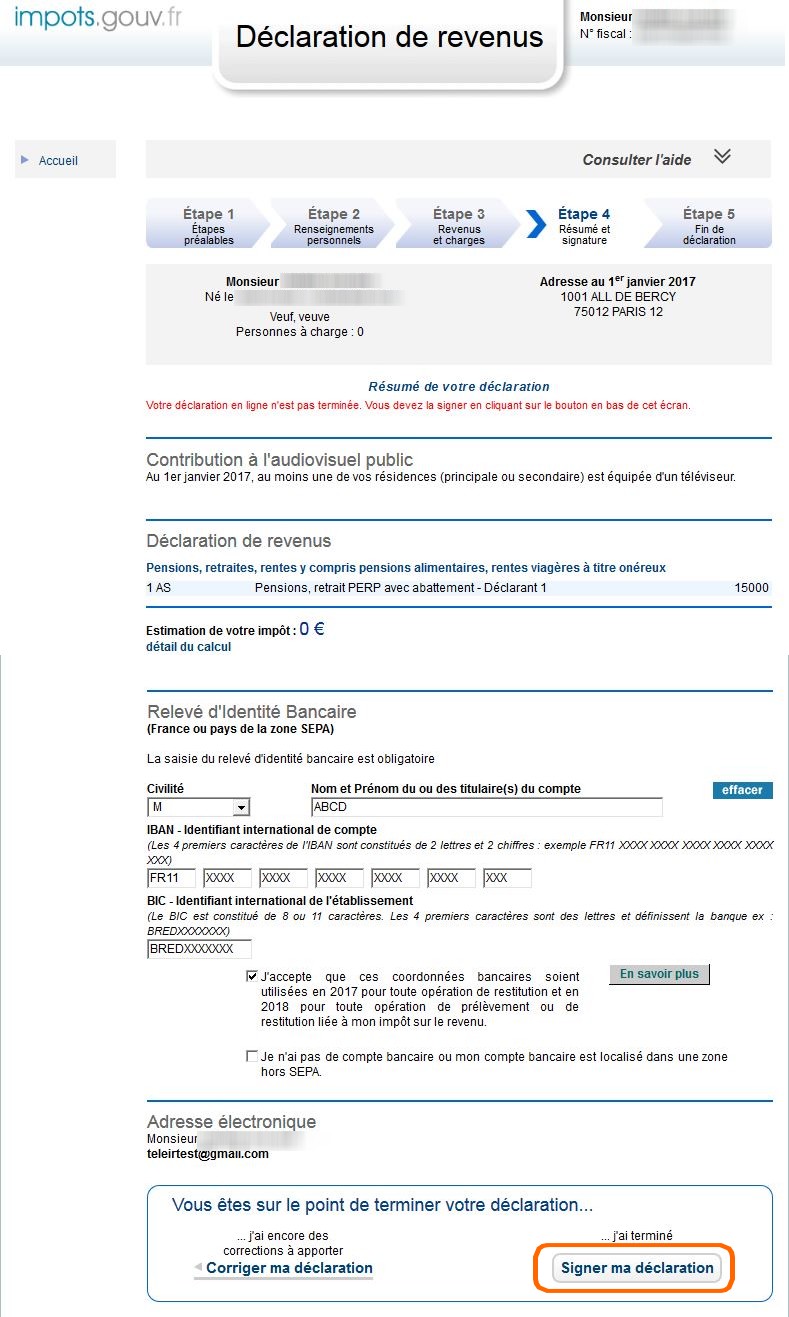 impots.gouv.fr
Déclaration de revenus
Monsieur
N° fiscal :
Accueil
Consulter l'aide
Étape 1
Étapes
préalables
Étape 2
Renseignements
personnels
Étape 3
Revenus
et charges
Étape 4
Résumé et
signature
Étape 5
Fin de
déclaration
Monsieur
Né le
Veuf, veuve
Personnes à charge : 0
Adresse au 1er janvier 2017
1001 ALL DE BERCY
75012 PARIS 12
Résumé de votre déclaration
Votre déclaration en ligne n'est pas terminée. Vous devez la signer en cliquant sur le bouton en bas de cet écran.
Contribution à l'audiovisuel public
Au 1er janvier 2017, au moins une de vos résidences (principale ou secondaire) est équipée d'un téléviseur.
Déclaration de revenus
Pensions, retraites, rentes y compris pensions alimentaires, rentes viagères à titre onéreux
1 AS Pensions, retrait PERP avec abattement - Déclarant 1 15000
Estimation de votre impôt : 0 €
détail du calcul
Relevé d'Identité Bancaire
(France ou pays de la zone SEPA)
La saisie du relevé d'identité bancaire est obligatoire
Civilité Nom et Prénom du ou des titulaire(s) du compte effacer
M ABCD
IBAN - Identifiant international de compte
(Les 4 premiers caractères de l'IBAN sont constitués de 2 lettres et 2 chiffres : exemple FR11 XXXX XXXX XXXX XXXX XXXX
XXX)
FR11 XXXX XXXX XXXX XXXX XXXX XXX
BIC - Identifiant international de l'établissement
(Le BIC est constitué de 8 ou 11 caractères. Les 4 premiers caractères sont des lettres et définissent la banque ex :
BREDXXXXXXX)
BREDXXXXXXX
J'accepte que ces coordonnées bancaires soient
utilisées en 2017 pour toute opération de restitution et en
2018 pour toute opération de prélèvement ou de
restitution liée à mon impôt sur le revenu.
En savoir plus
Je n'ai pas de compte bancaire ou mon compte bancaire est localisé dans une zone
hors SEPA.
Adresse électronique
Monsieur
teleirtest@gmail.com
Vous êtes sur le point de terminer votre déclaration...
... j'ai encore des
corrections à apporter
Corriger ma déclaration
... j'ai terminé
Signer ma déclaration